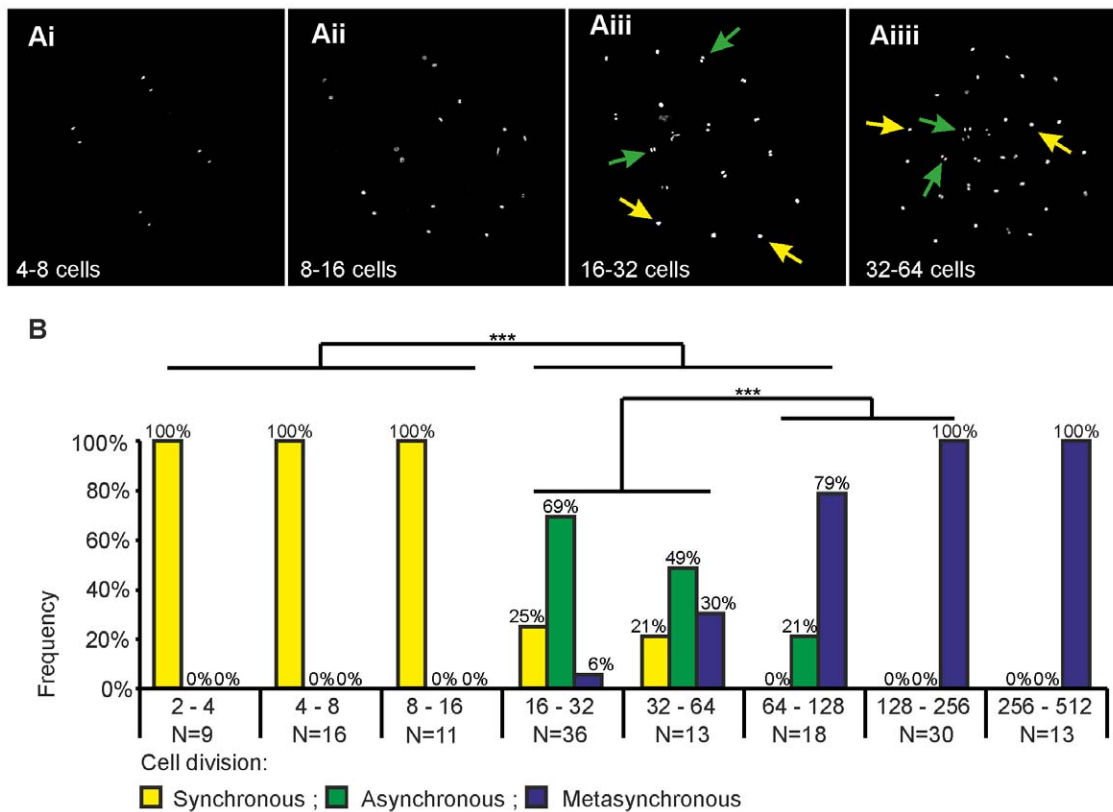 Ai Aii Aiii Aiiii
4-8 cells 8-16 cells 16-32 cells 32-64 cells
B
***
***
100% 100% 100% 100% 100%
100%
79%
80%
69%
60%
49%
40%
30%
25%
21% 21%
20%
6%
0%0% 0% 0% 0% 0% 0% 0%0% 0%0%
0%
Frequency
2 - 4 4 - 8 8 - 16 16 - 32 32 - 64 64 - 128 128 - 256 256 - 512
N=9 N=16 N=11 N=36 N=13 N=18 N=30 N=13
Cell division:
Synchronous ; Asynchronous ; Metasynchronous